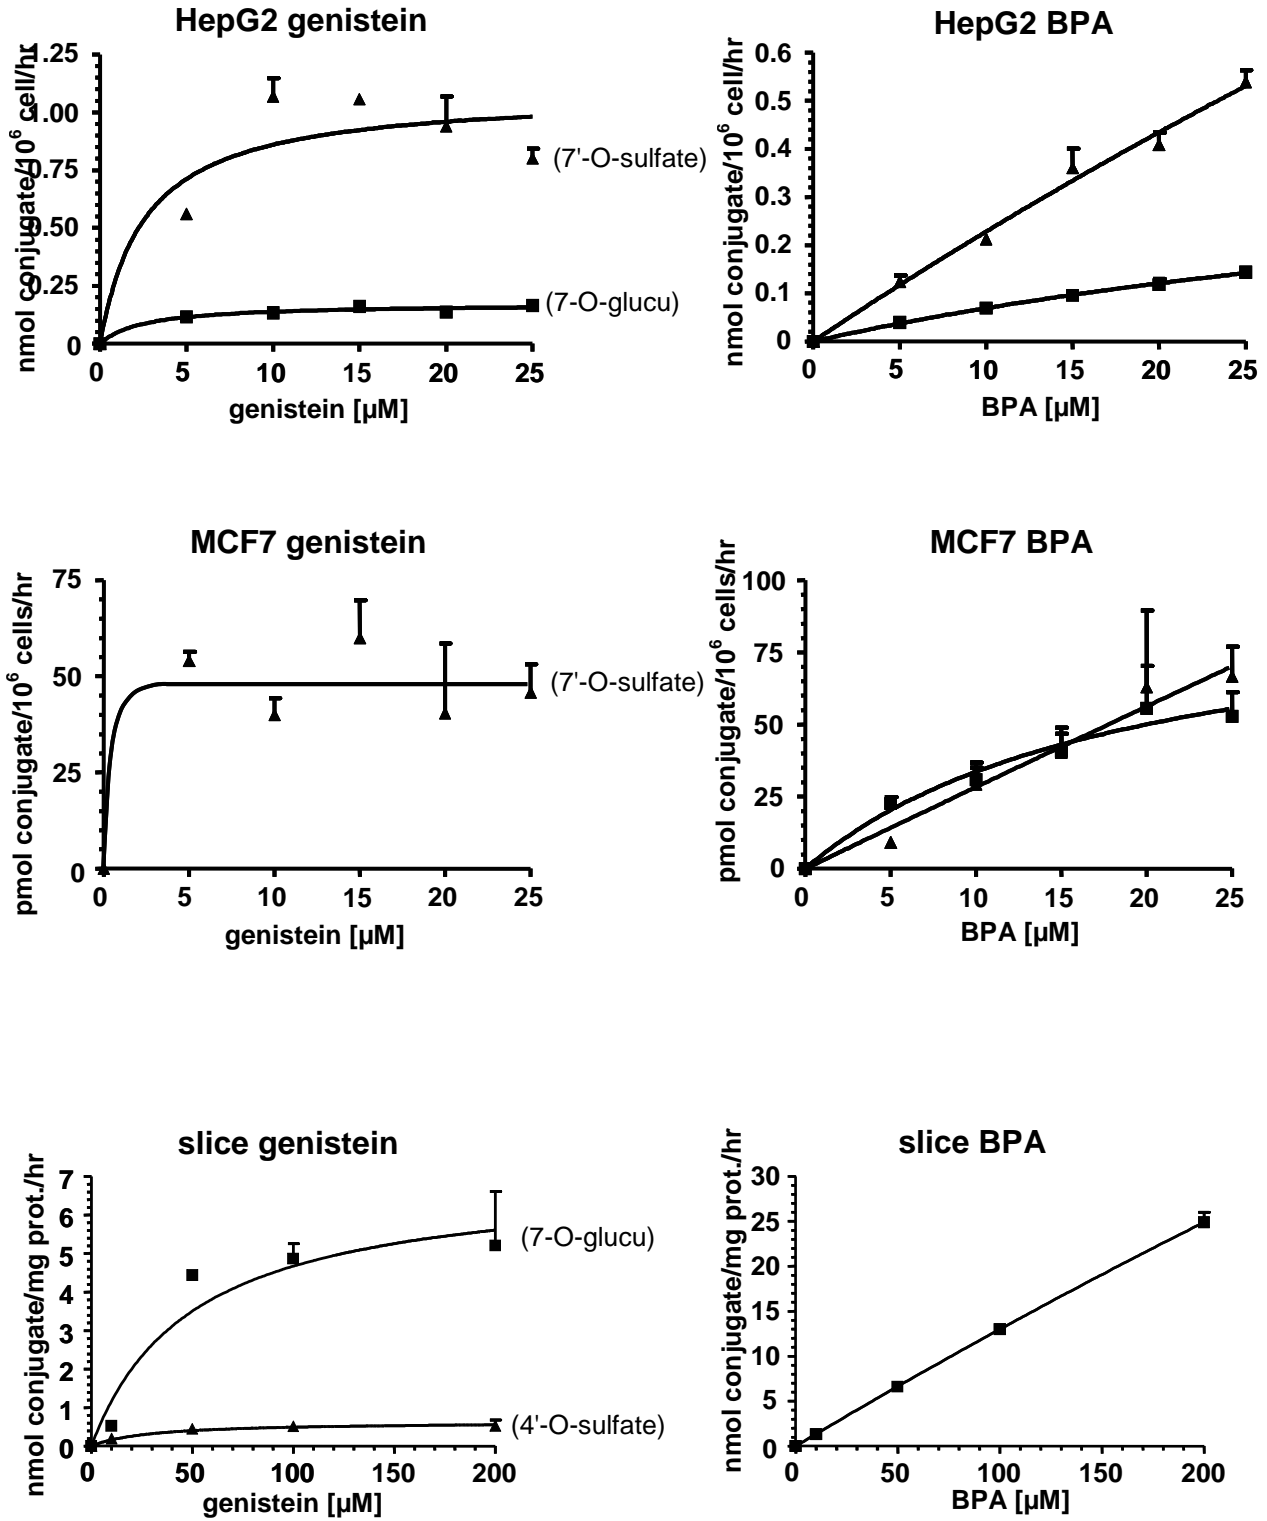 HepG2 genistein
nmol conjugate/10⁶ cell/hr
1.25
1.00
0.75
0.50
0.25
0
0 5 10 15 20 25
genistein [µM]
(7'-O-sulfate)
(7-O-glucu)
HepG2 BPA
nmol conjugate/10⁶ cell/hr
0.6
0.5
0.4
0.3
0.2
0.1
0
0 5 10 15 20 25
BPA [µM]
MCF7 genistein
pmol conjugate/10⁶ cells/hr
75
50
25
0
0 5 10 15 20 25
genistein [µM]
(7'-O-sulfate)
MCF7 BPA
pmol conjugate/10⁶ cells/hr
100
75
50
25
0
0 5 10 15 20 25
BPA [µM]
slice genistein
nmol conjugate/mg prot./hr
7
6
5
4
3
2
1
0
0 50 100 150 200
genistein [µM]
(7-O-glucu)
(4'-O-sulfate)
slice BPA
nmol conjugate/mg prot./hr
30
25
20
15
10
5
0
0 50 100 150 200
BPA [µM]